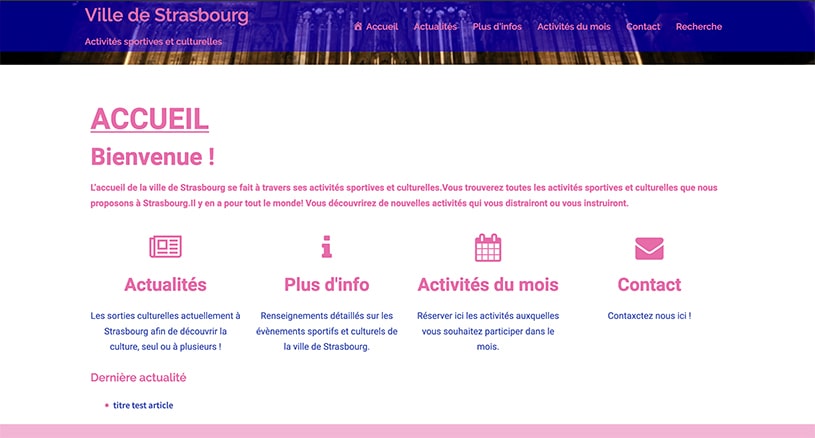 Ville de Strasbourg
Activités sportives et culturelles
Accueil Actualités Plus d'infos Activités du mois Contact Recherche
ACCUEIL
Bienvenue !
L'accueil de la ville de Strasbourg se fait à travers ses activités sportives et culturelles.Vous trouverez toutes les activités sportives et culturelles que nous
proposons à Strasbourg.Il y en a pour tout le monde! Vous découvrirez de nouvelles activités qui vous distrairont ou vous instruiront.
Actualités
Les sorties culturelles actuellement à
Strasbourg afin de découvrir la
culture, seul ou à plusieurs !
Plus d'info
Renseignements détaillés sur les
évènements sportifs et culturels de
la ville de Strasbourg.
Activités du mois
Réserver ici les activités auxquelles
vous souhaitez participer dans le
mois.
Contact
Contaxctez nous ici !
Dernière actualité
titre test article